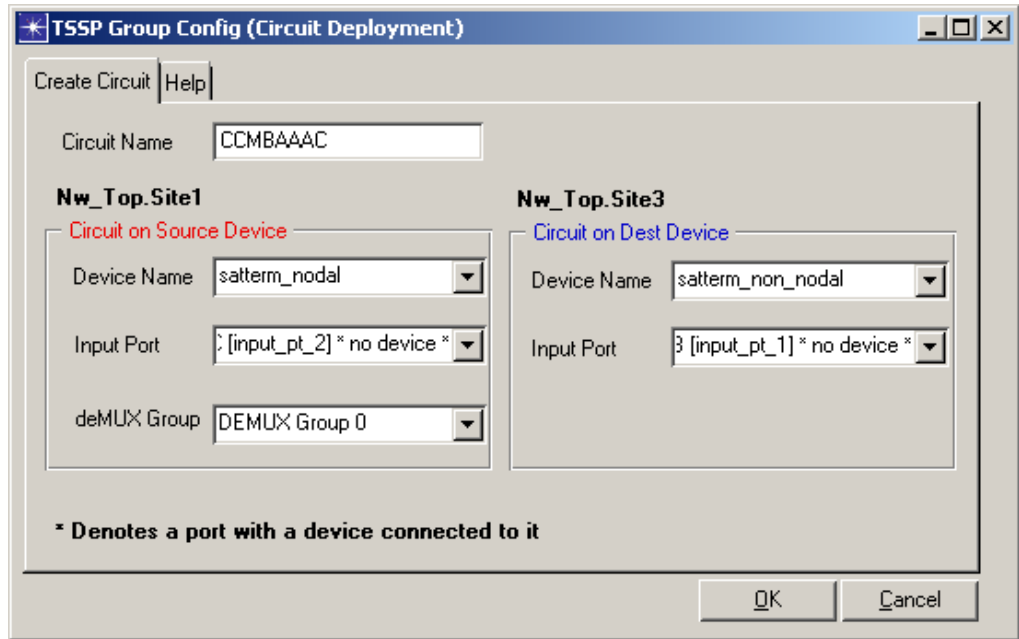 TSSP Group Config (Circuit Deployment)
Create Circuit Help
Circuit Name CCMBAAAC
Nw_Top.Site1
Circuit on Source Device
Device Name satterm_nodal
Input Port [input_pt_2] * no device *
deMUX Group DEMUX Group 0
Nw_Top.Site3
Circuit on Dest Device
Device Name satterm_non_nodal
Input Port [input_pt_1] * no device *
* Denotes a port with a device connected to it
OK Cancel